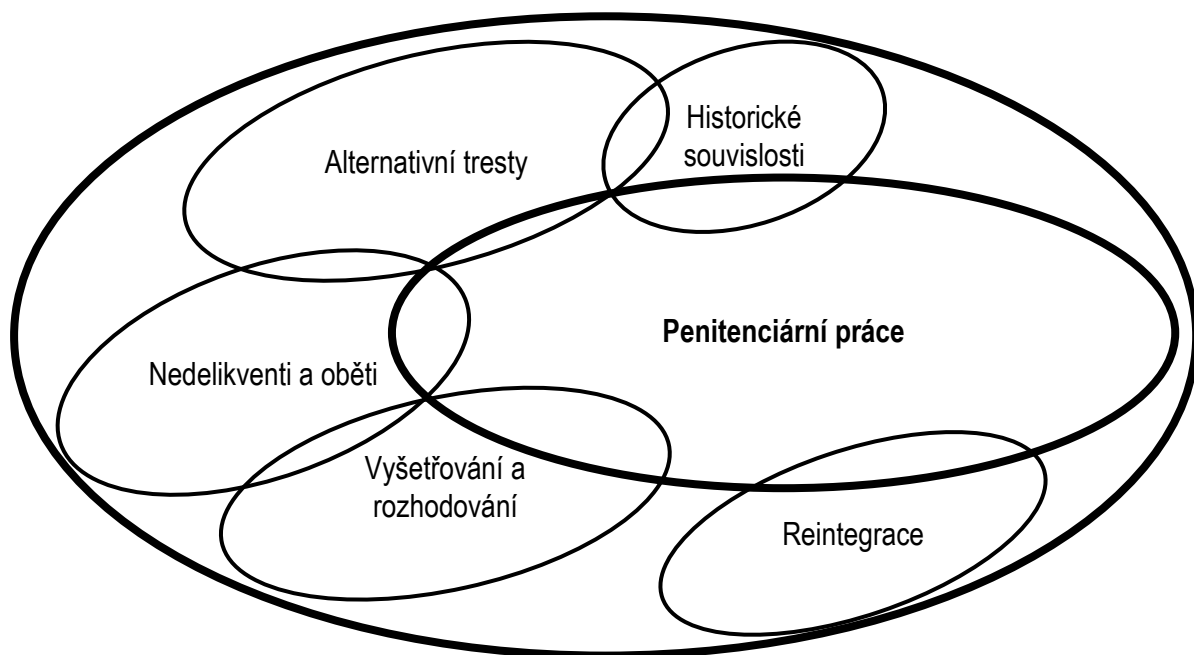 Historické
souvislosti
Alternativní tresty
Penitenciární práce
Nedelikventi a oběti
Vyšetřování a
rozhodování
Reintegrace